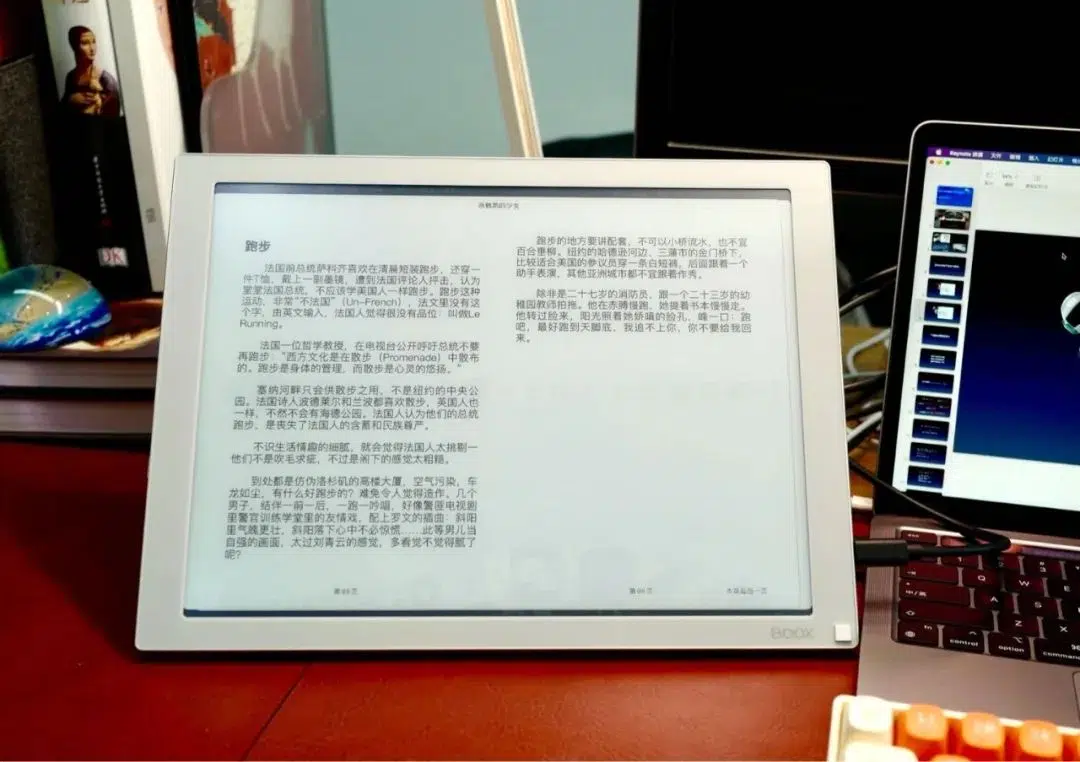 跑步
法国前总统萨科齐喜欢在清晨短装跑步，还穿一
件T恤，戴上一副墨镜，遭到法国评论人抨击，认为
堂堂法国总统，不应该学美国人一样跑步。跑步这种
运动，非常“不法国”（Un-French），法文里没有这
个字，由英文输入，法国人觉得很没有品位：叫做Le
Running。
法国一位哲学教授，在电视台公开呼吁总统不要
再跑步：“西方文化是在散步（Promenade）中散布
的。跑步是身体的管理，而散步是心灵的悠扬。”
塞纳河畔只会供散步之用，不是纽约的中央公
园。法国诗人波德莱尔和兰波都喜欢散步，英国人也
一样，不然不会有海德公园。法国人认为他们的总统
跑步，是丧失了法国人的含蓄和民族尊严。
不识生活情趣的细腻，就会觉得法国人太挑剔一
他们不是吹毛求疵，不过是阁下的感觉太粗糙。
到处都是仿伪洛杉矶的高楼大厦，空气污染，车
龙如尘，有什么好跑步的？难免令人觉得造作。几个
男子，结伴一前一后，一跑一吟唱，好像警匪电视剧
里警官训练学堂里的友情戏，配上罗文的插曲：斜阳
里气魄更壮，斜阳落下心中不必惊慌……此等男儿当
自强的画面，太过刘青云的感觉，多看觉不觉得腻了
呢？
第85页
跑步的地方要讲配套，不可以小桥流水，也不宜
百合垂柳。纽约的哈德逊河边、三藩市的金门桥下，
比较适合美国的参议员穿一条白短裤，后面跟着一个
助手表演，其他亚洲城市都不宜跟着作秀。
除非是二十七岁的消防员，跟一个二十三岁的幼
稚园教师拍拖。他在赤膊慢跑，她提着书本慢慢走。
他转过脸来，阳光照着她娇嗔的脸孔，嗨一口：跑
吧，最好跑到天脚底，我追不上你，你不要给我回
来。
第86页
BOOX
DK
control
option
command
fn
Q
W
A
S
Z
X